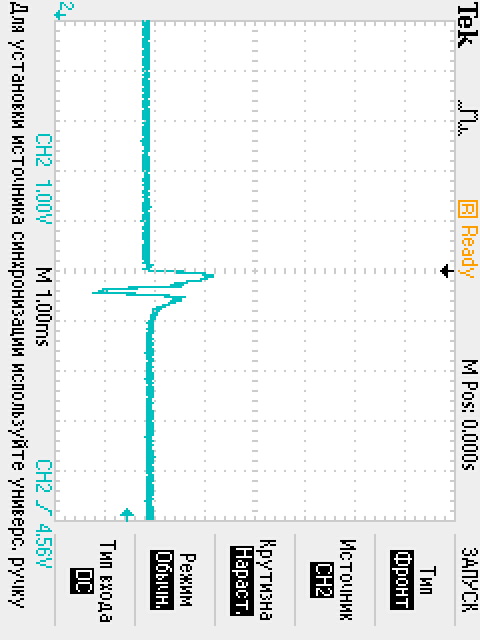 Tek
R Ready
M Pos: 0.000s
ЗАПУСК
Тип
Фронт
Источник
CH2
Крутизна
Нараст
Режим
Обычн.
Тип входа
DC
2
CH2 1.00V
M 1.00ms
CH2 / 4.56V
Для установки источника синхронизации используйте универс. ручку